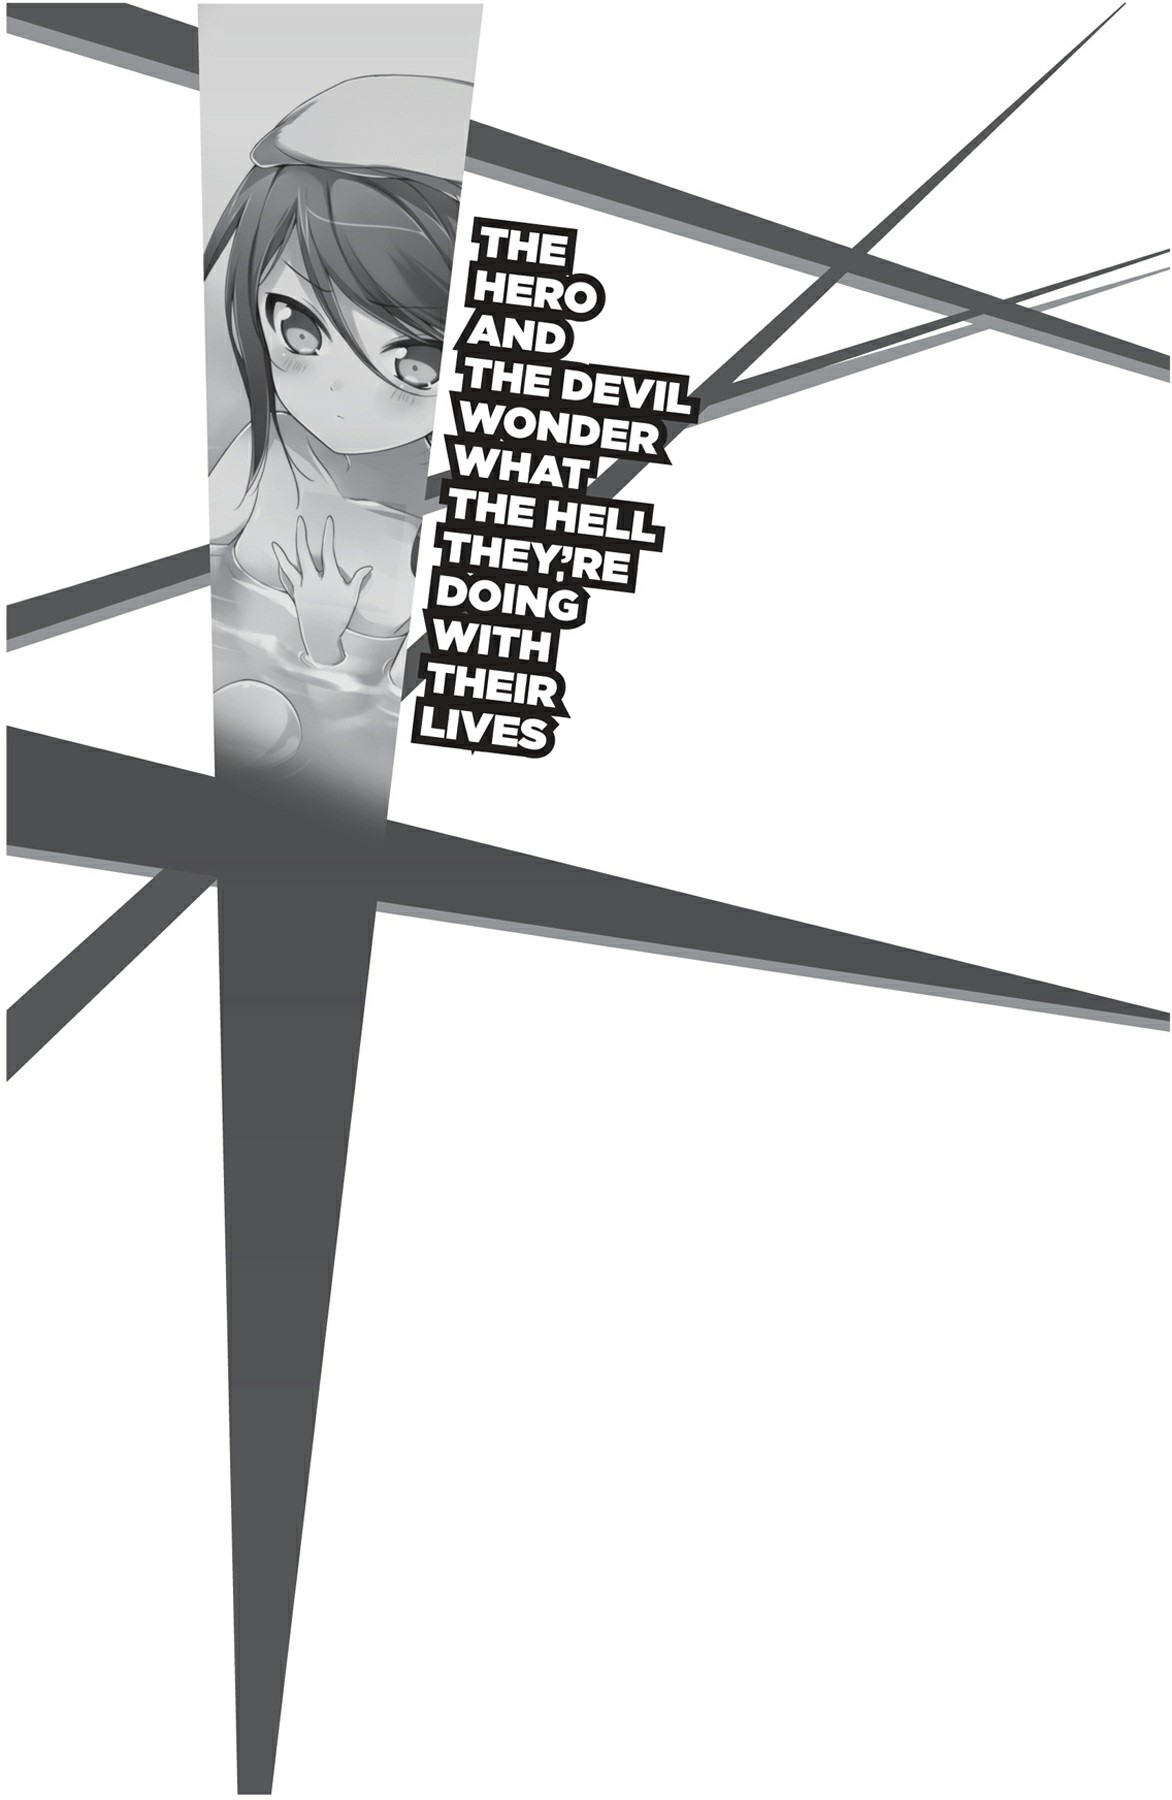 THE
HERO
AND
THE DEVIL
WONDER
WHAT
THE HELL
THEY'RE
DOING
WITH
THEIR
LIVES